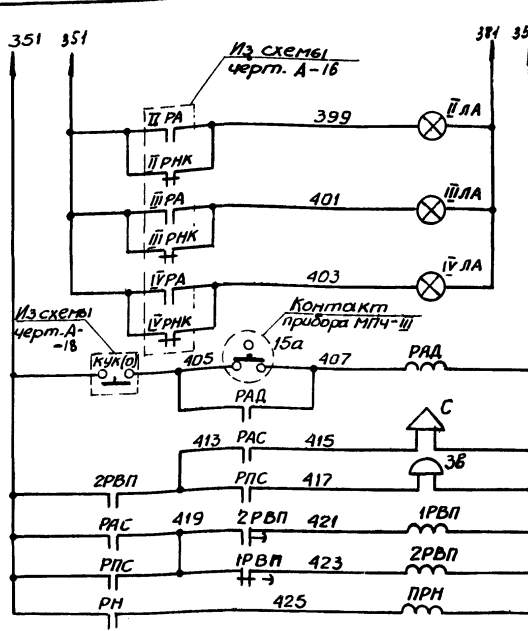 351
351
Из схемы
черт. А-16
381
35
II РА
399
II ЛА
II РНК
III РА
401
III ЛА
III РНК
IV РА
403
IV ЛА
IV РНК
Из схемы
черт. А-
-18
Контакт
прибора МПЧ-III
КУК(0)
405
15а
407
РАД
РАД
С
413
РАС
415
Зв
2РВП
РПС
417
РАС
419
2РВП
421
1РВП
РПС
1РВП
423
2РВП
РН
425
ПРН